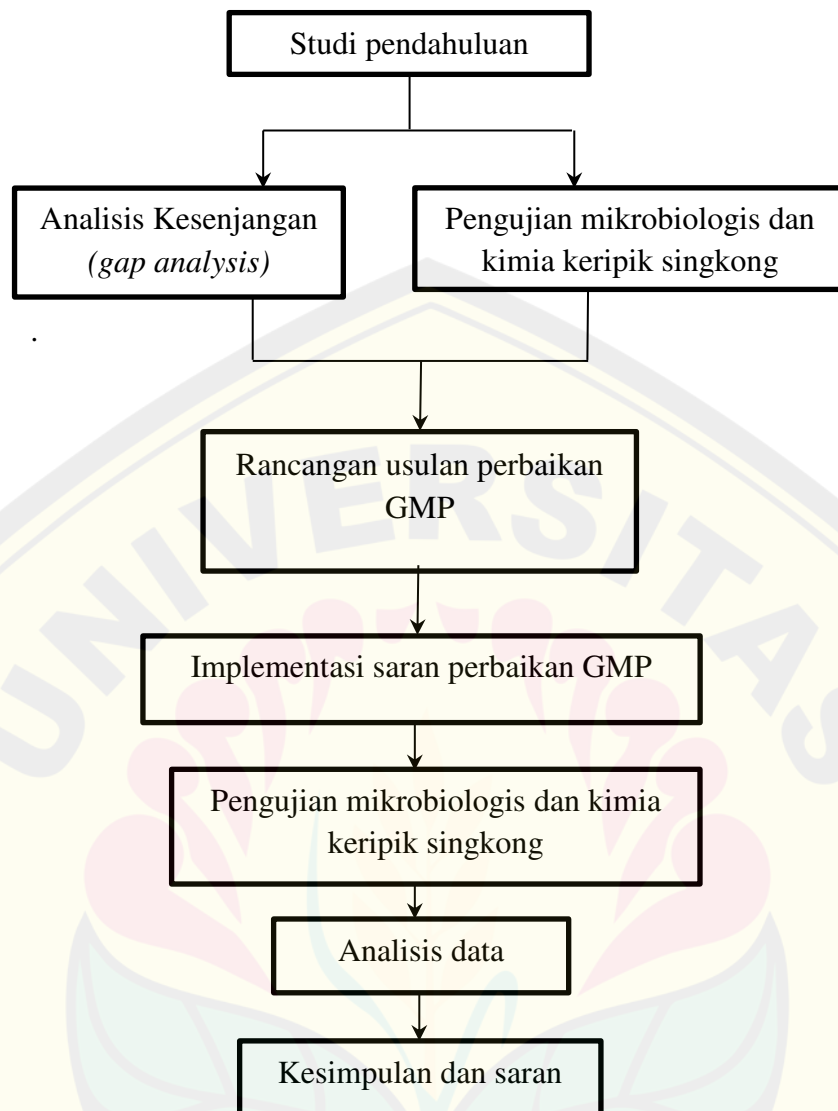 Studi pendahuluan
Analisis Kesenjangan
(gap analysis)
Pengujian mikrobiologis dan
kimia keripik singkong
.
Rancangan usulan perbaikan
GMP
UNIVERSITAS
Implementasi saran perbaikan GMP
Pengujian mikrobiologis dan kimia
keripik singkong
Analisis data
Kesimpulan dan saran